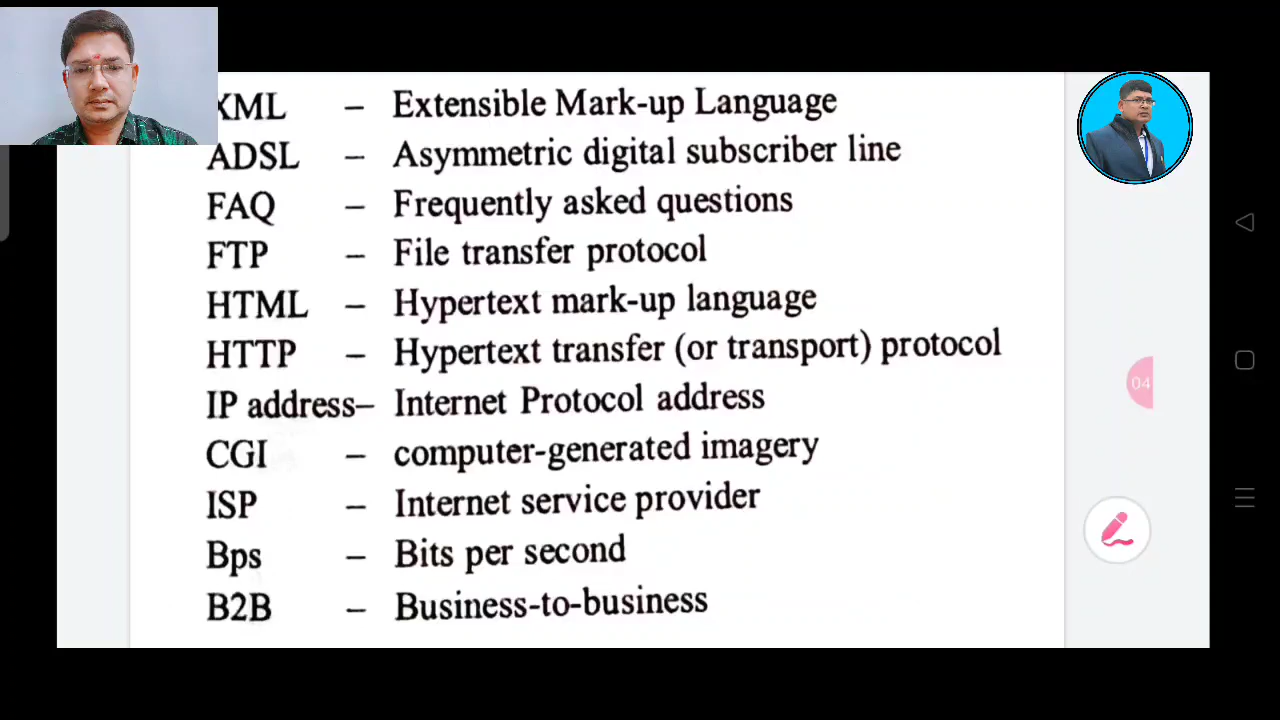 XML – Extensible Mark-up Language
ADSL – Asymmetric digital subscriber line
FAQ – Frequently asked questions
FTP – File transfer protocol
HTML – Hypertext mark-up language
HTTP – Hypertext transfer (or transport) protocol
IP address– Internet Protocol address
CGI – computer-generated imagery
ISP – Internet service provider
Bps – Bits per second
B2B – Business-to-business
04